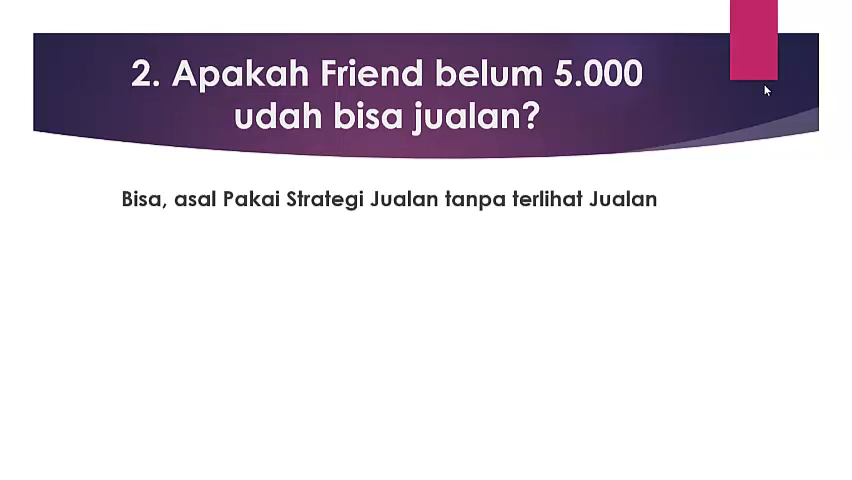 2. Apakah Friend belum 5.000
udah bisa jualan?
Bisa, asal Pakai Strategi Jualan tanpa terlihat Jualan